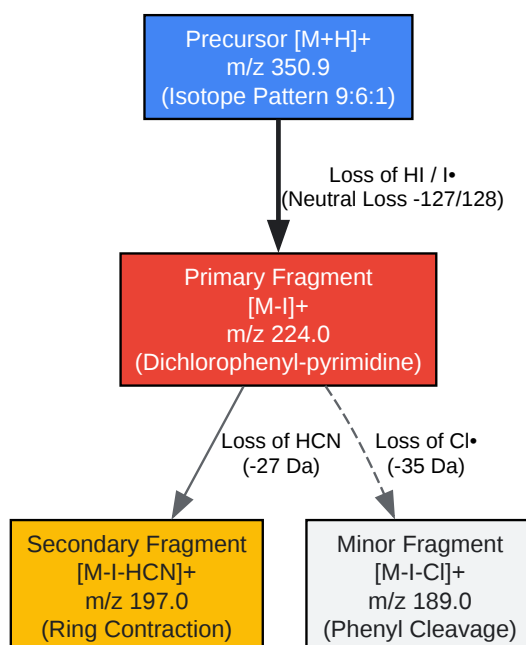 Precursor [M+H]+
m/z 350.9
(Isotope Pattern 9:6:1)
Loss of HI / I•
(Neutral Loss -127/128)
Primary Fragment
[M-I]+
m/z 224.0
(Dichlorophenyl-pyrimidine)
Loss of HCN
(-27 Da)
Loss of Cl•
(-35 Da)
Secondary Fragment
[M-I-HCN]+
m/z 197.0
(Ring Contraction)
Minor Fragment
[M-I-Cl]+
m/z 189.0
(Phenyl Cleavage)